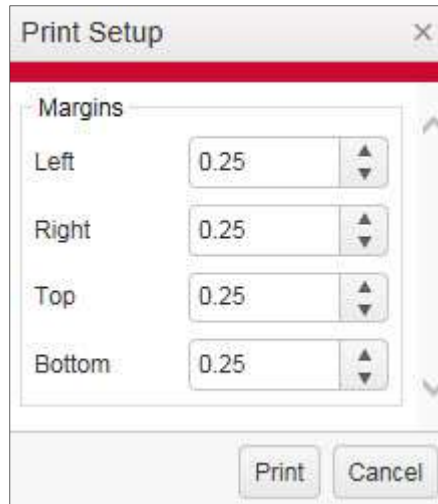 Print Setup
Margins
Left 0.25
Right 0.25
Top 0.25
Bottom 0.25
Print Cancel